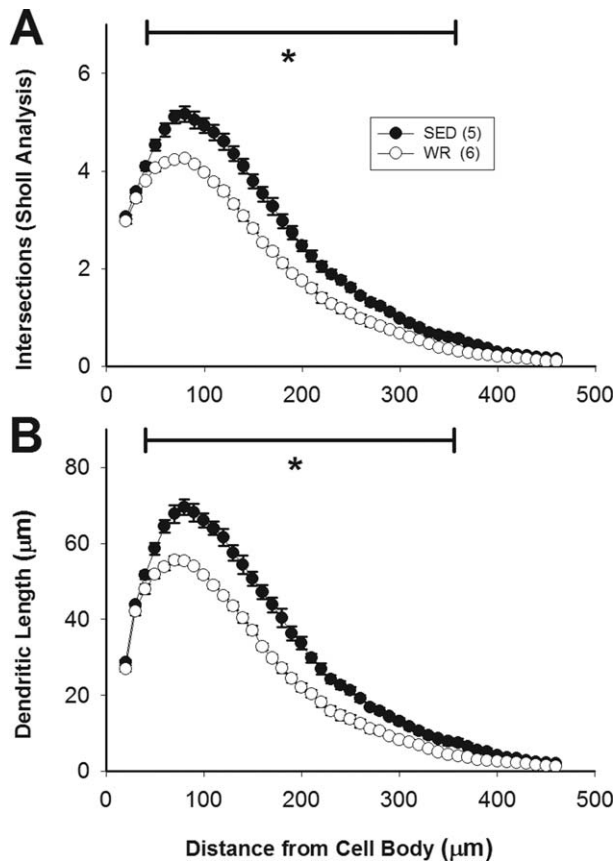 A
*
6
4
2
0
Intersections (Sholl Analysis)
SED (5)
WR (6)
0 100 200 300 400 500
B
*
80
60
40
20
0
Dendritic Length (μm)
0 100 200 300 400 500
Distance from Cell Body (μm)